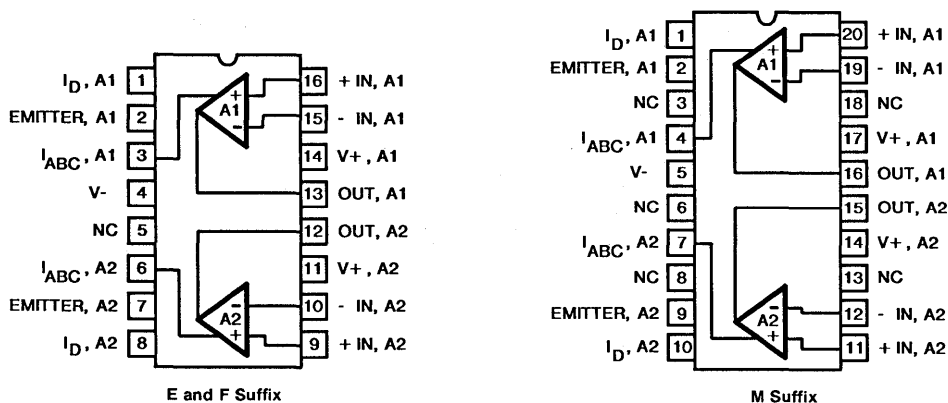 I_D, A1 1 16 + IN, A1
EMITTER, A1 2 15 - IN, A1
I_ABC, A1 3 14 V+, A1
V- 4 13 OUT, A1
NC 5 12 OUT, A2
I_ABC, A2 6 11 V+, A2
EMITTER, A2 7 10 - IN, A2
I_D, A2 8 9 + IN, A2
+
A1
-
-
A2
+
E and F Suffix
I_D, A1 1 20 + IN, A1
EMITTER, A1 2 19 - IN, A1
NC 3 18 NC
I_ABC, A1 4 17 V+, A1
V- 5 16 OUT, A1
NC 6 15 OUT, A2
I_ABC, A2 7 14 V+, A2
NC 8 13 NC
EMITTER, A2 9 12 - IN, A2
I_D, A2 10 11 + IN, A2
+
A1
-
-
A2
+
M Suffix